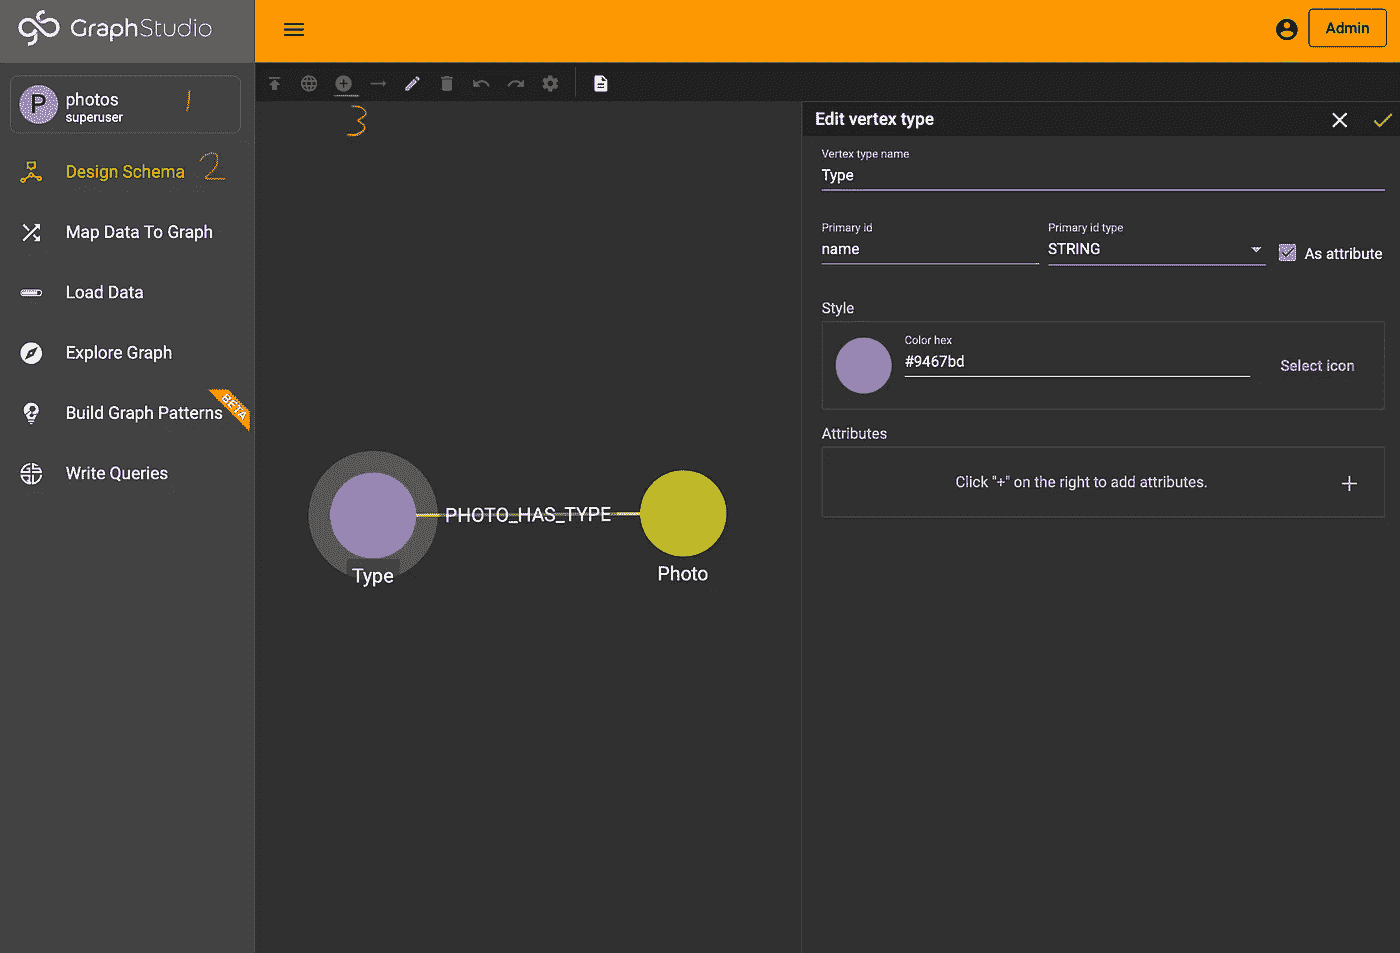 GraphStudio
Admin
P
photos
superuser
1
Design Schema
2
Map Data To Graph
Load Data
Explore Graph
Build Graph Patterns
BETA
Write Queries
3
Type
PHOTO_HAS_TYPE
Photo
Edit vertex type
Vertex type name
Type
Primary id
name
Primary id type
STRING
As attribute
Style
Color hex
#9467bd
Select icon
Attributes
Click "+" on the right to add attributes.